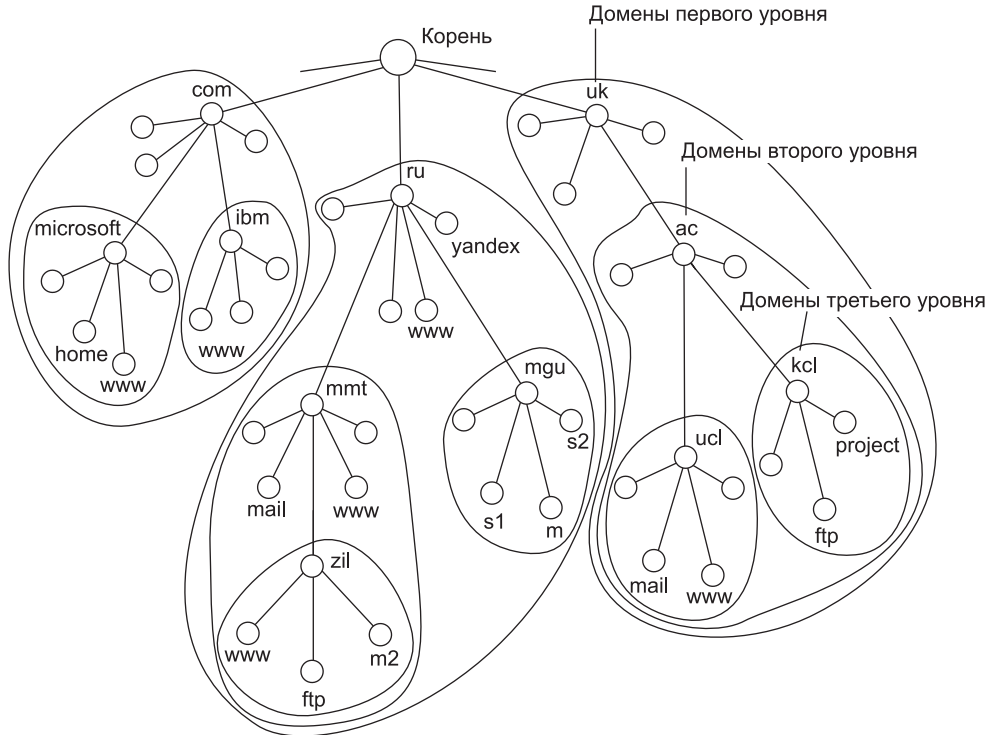 Домены первого уровня
Корень
com
uk
Домены второго уровня
ru
microsoft
ibm
yandex
ac
Домены третьего уровня
www
home
www
www
mgu
kcl
mmt
s2
project
ucl
mail
www
s1
m
ftp
zil
mail
www
www
m2
ftp